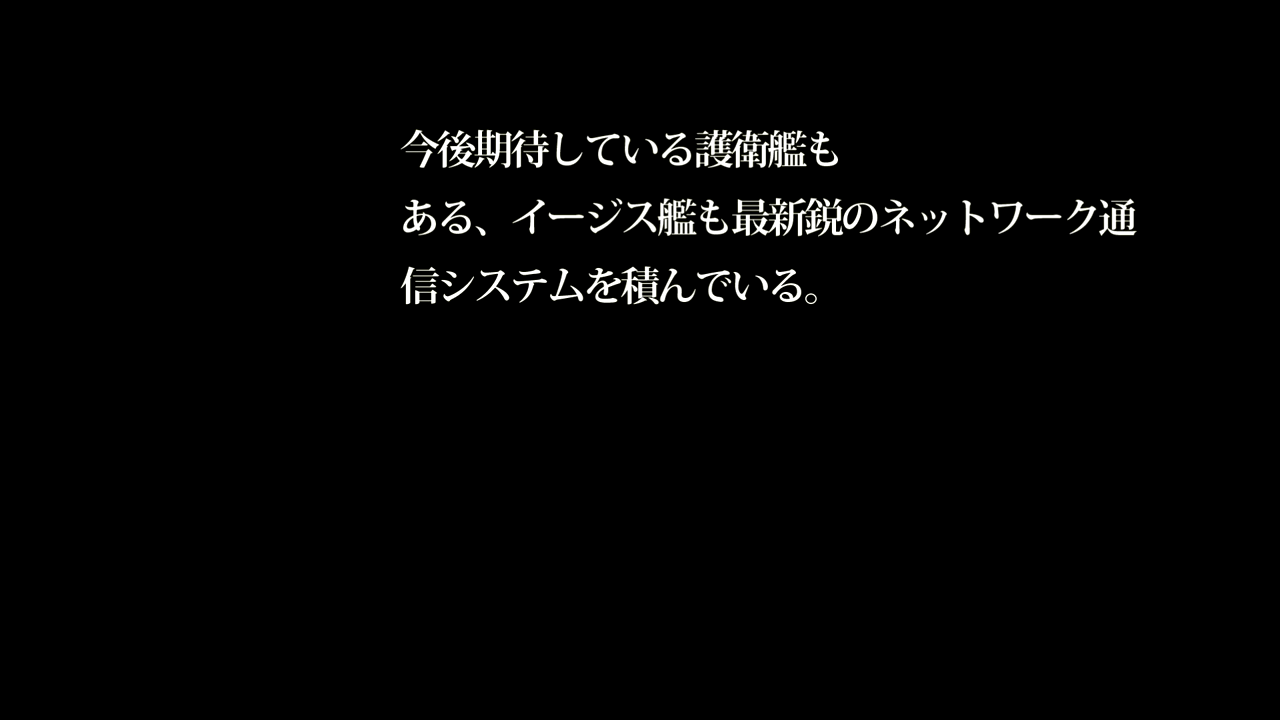 今後期待している護衛艦も
ある、イージス艦も最新鋭のネットワーク通
信システムを積んでいる。